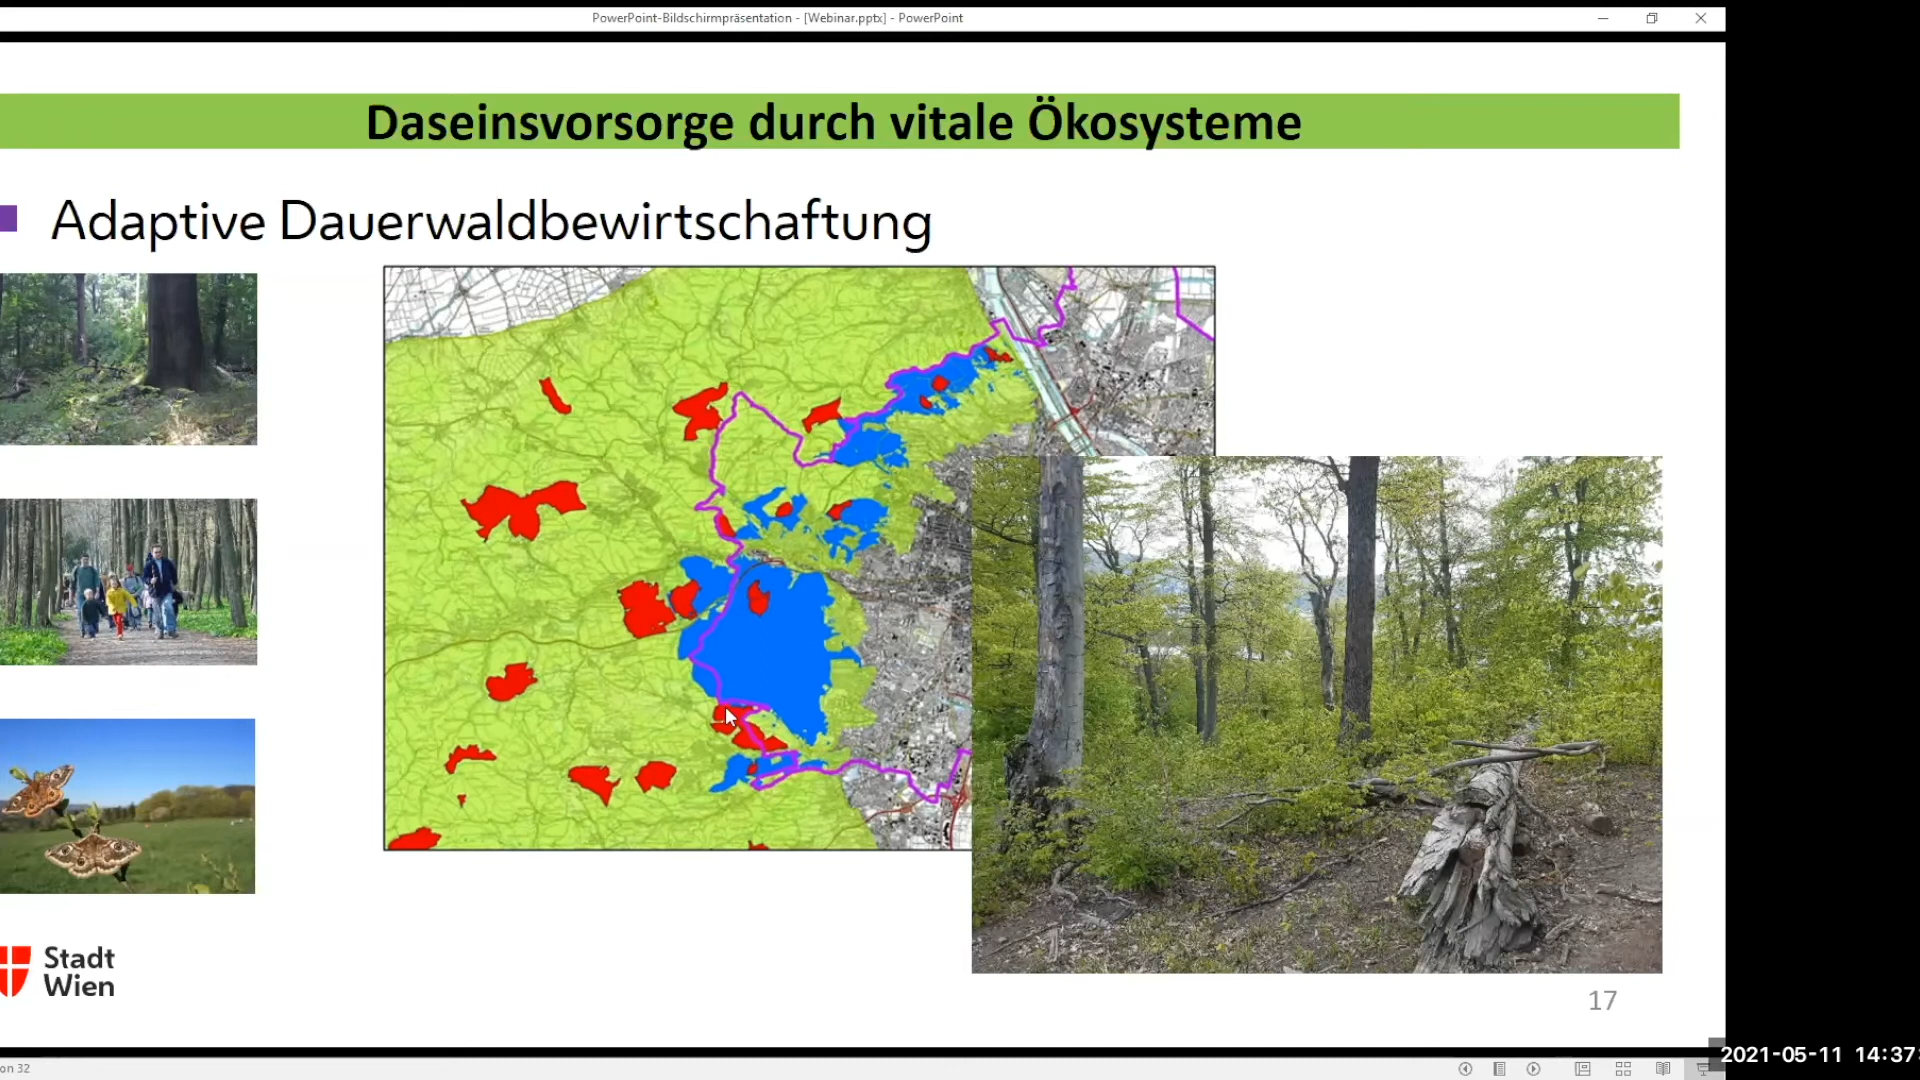 PowerPoint-Bildschirmpräsentation - [Webinar.pptx] - PowerPoint
Daseinsvorsorge durch vitale Ökosysteme
Adaptive Dauerwaldbewirtschaftung
Stadt
Wien
17
on 32
2021-05-11 14:37: